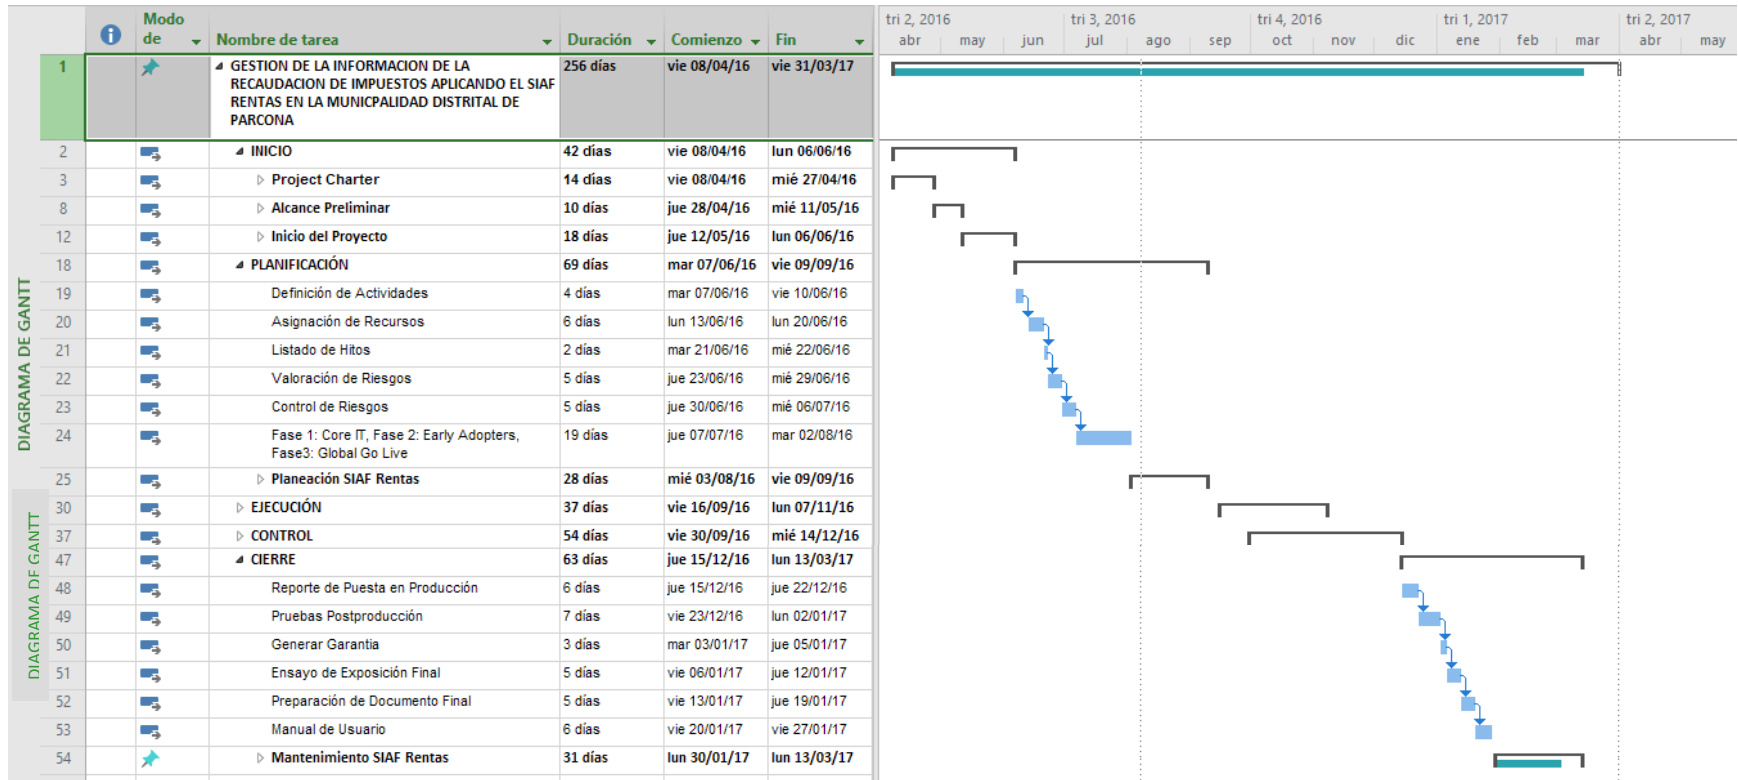 tri 2, 2016 tri 3, 2016 tri 4, 2016 tri 1, 2017 tri 2, 2017
Modo de Nombre de tarea Duración Comienzo Fin abr may jun jul ago sep oct nov dic ene feb mar abr may
1 GESTION DE LA INFORMACION DE LA 256 días vie 08/04/16 vie 31/03/17
RECAUDACION DE IMPUESTOS APLICANDO EL SIAF
RENTAS EN LA MUNICPALIDAD DISTRITAL DE
PARCONA
2 INICIO 42 días vie 08/04/16 lun 06/06/16
3 Project Charter 14 días vie 08/04/16 mié 27/04/16
8 Alcance Preliminar 10 días jue 28/04/16 mié 11/05/16
12 Inicio del Proyecto 18 días jue 12/05/16 lun 06/06/16
18 PLANIFICACIÓN 69 días mar 07/06/16 vie 09/09/16
19 Definición de Actividades 4 días mar 07/06/16 vie 10/06/16
20 Asignación de Recursos 6 días lun 13/06/16 lun 20/06/16
21 Listado de Hitos 2 días mar 21/06/16 mié 22/06/16
22 Valoración de Riesgos 5 días jue 23/06/16 mié 29/06/16
23 Control de Riesgos 5 días jue 30/06/16 mié 06/07/16
24 Fase 1: Core IT, Fase 2: Early Adopters, 19 días jue 07/07/16 mar 02/08/16
Fase3: Global Go Live
25 Planeación SIAF Rentas 28 días mié 03/08/16 vie 09/09/16
30 EJECUCIÓN 37 días vie 16/09/16 lun 07/11/16
37 CONTROL 54 días vie 30/09/16 mié 14/12/16
47 CIERRE 63 días jue 15/12/16 lun 13/03/17
48 Reporte de Puesta en Producción 6 días jue 15/12/16 jue 22/12/16
49 Pruebas Postproducción 7 días vie 23/12/16 lun 02/01/17
50 Generar Garantia 3 días mar 03/01/17 jue 05/01/17
51 Ensayo de Exposición Final 5 días vie 06/01/17 jue 12/01/17
52 Preparación de Documento Final 5 días vie 13/01/17 jue 19/01/17
53 Manual de Usuario 6 días vie 20/01/17 vie 27/01/17
54 Mantenimiento SIAF Rentas 31 días lun 30/01/17 lun 13/03/17
DIAGRAMA DE GANTT
DIAGRAMA DE GANTT